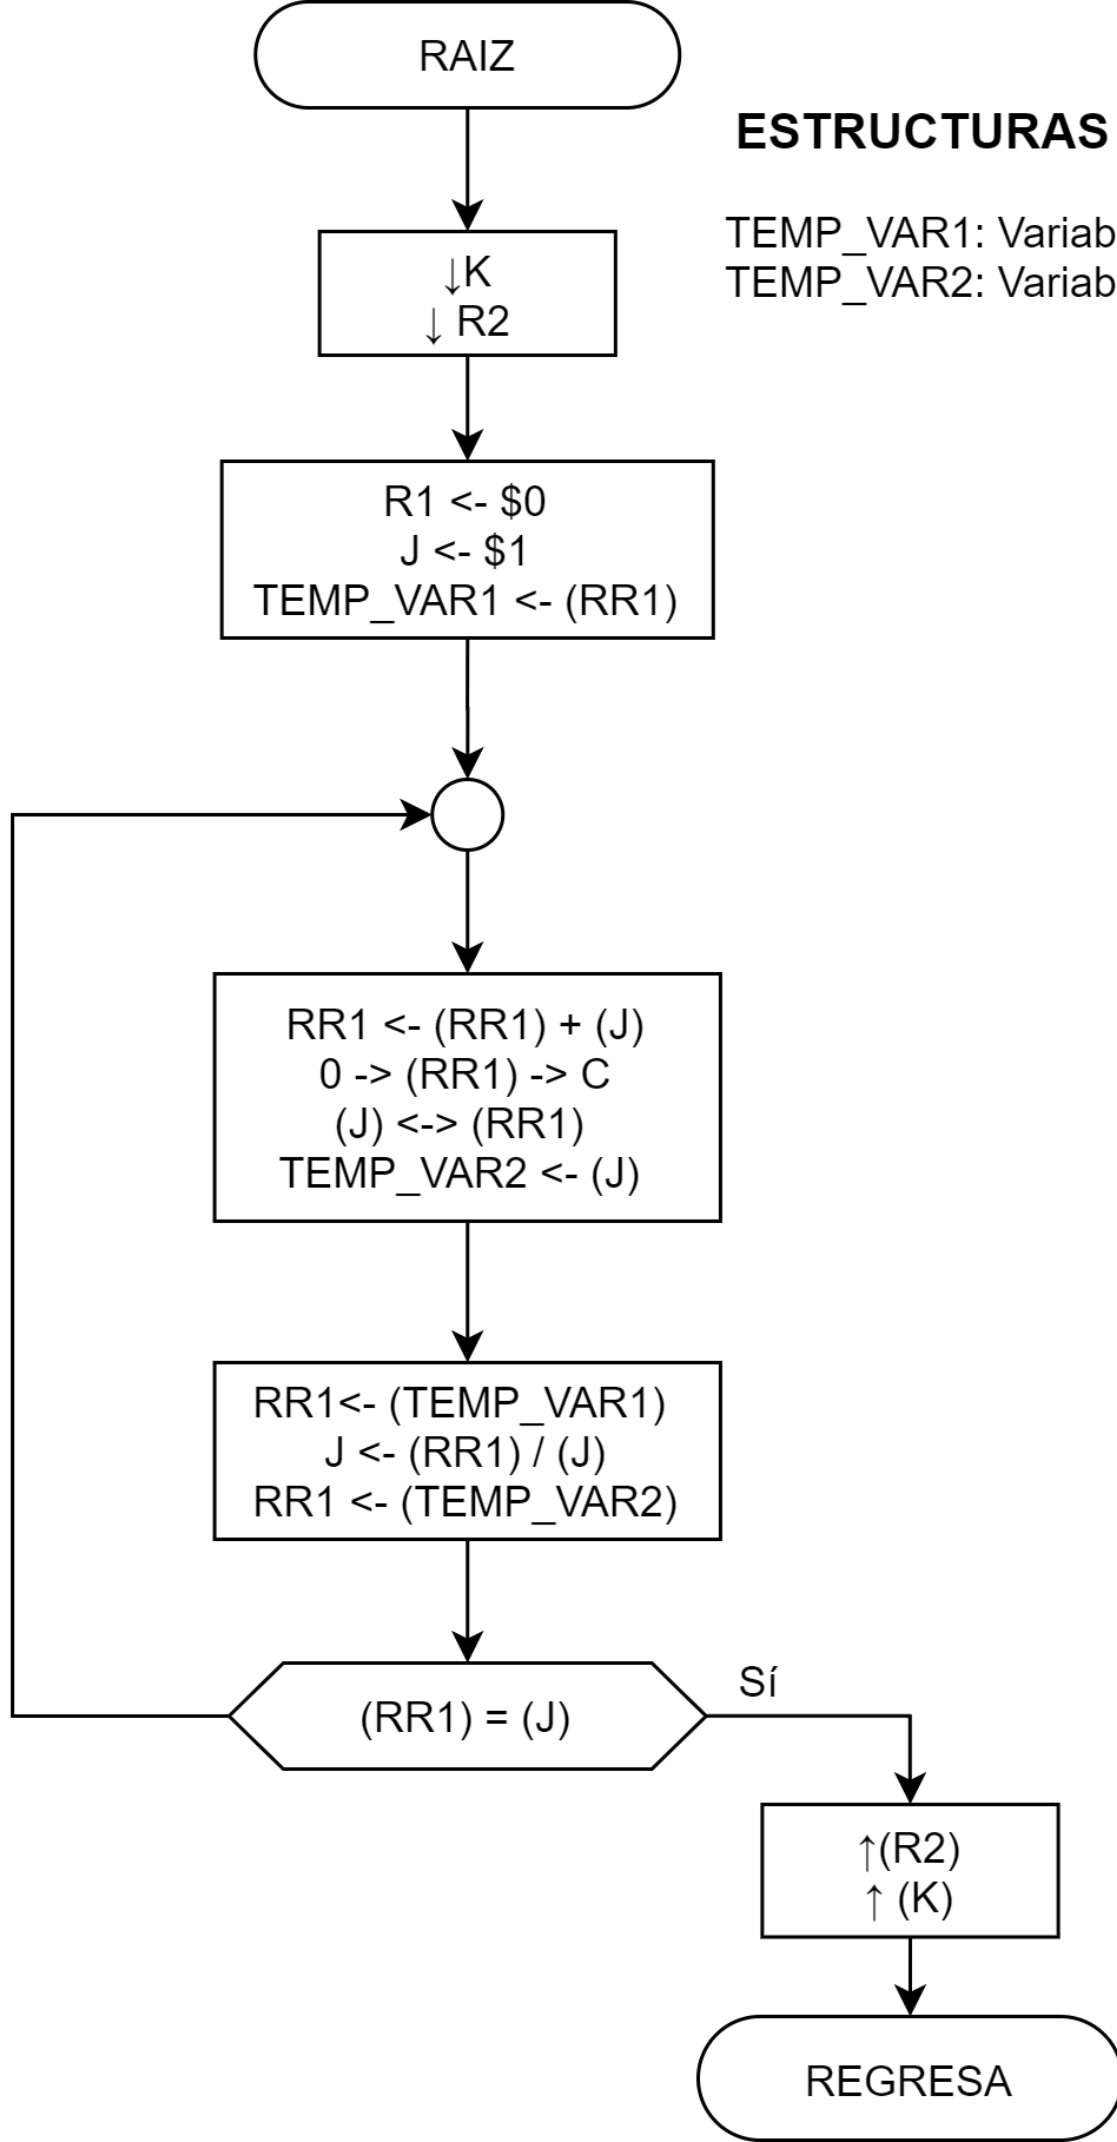 RAIZ
ESTRUCTURAS
TEMP_VAR1: Variab
TEMP_VAR2: Variab
↓K
↓ R2
R1 <- $0
J <- $1
TEMP_VAR1 <- (RR1)
RR1 <- (RR1) + (J)
0 -> (RR1) -> C
(J) <-> (RR1)
TEMP_VAR2 <- (J)
RR1<- (TEMP_VAR1)
J <- (RR1) / (J)
RR1 <- (TEMP_VAR2)
(RR1) = (J)
Sí
↑(R2)
↑ (K)
REGRESA